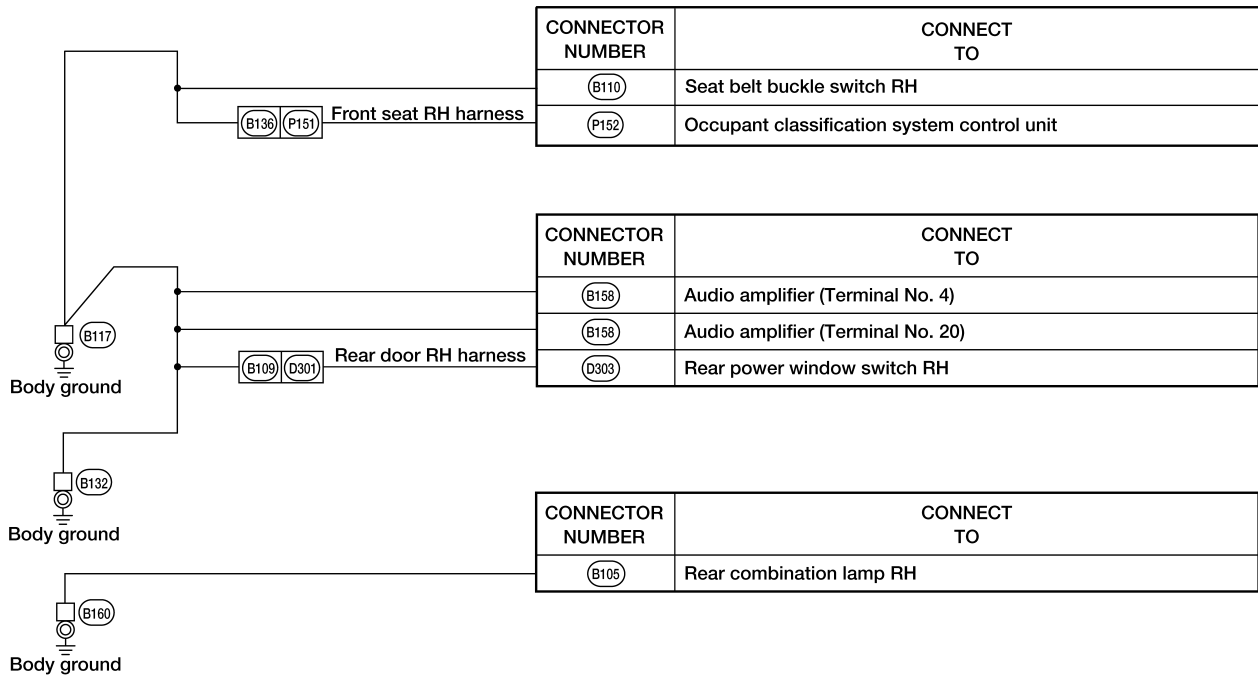 CONNECTOR NUMBER
CONNECT TO
B110
Seat belt buckle switch RH
B136
P151
Front seat RH harness
P152
Occupant classification system control unit
CONNECTOR NUMBER
CONNECT TO
B158
Audio amplifier (Terminal No. 4)
B117
Body ground
B158
Audio amplifier (Terminal No. 20)
B109
D301
Rear door RH harness
D303
Rear power window switch RH
B132
Body ground
CONNECTOR NUMBER
CONNECT TO
B105
Rear combination lamp RH
B160
Body ground